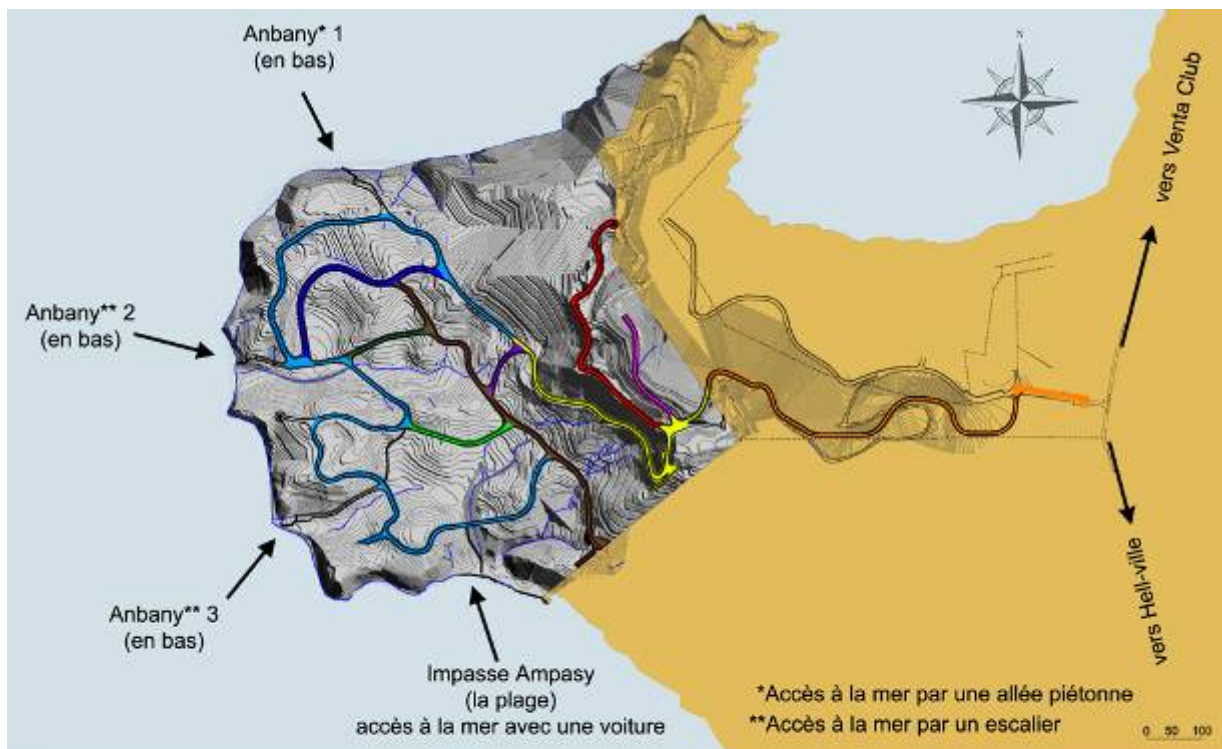 Anbany* 1
(en bas)
N
vers Venta Club
Anbany** 2
(en bas)
Anbany** 3
(en bas)
vers Hell-ville
Impasse Ampasy
(la plage)
accès à la mer avec une voiture
*Accès à la mer par une allée piétonne
**Accès à la mer par un escalier
0 50 100